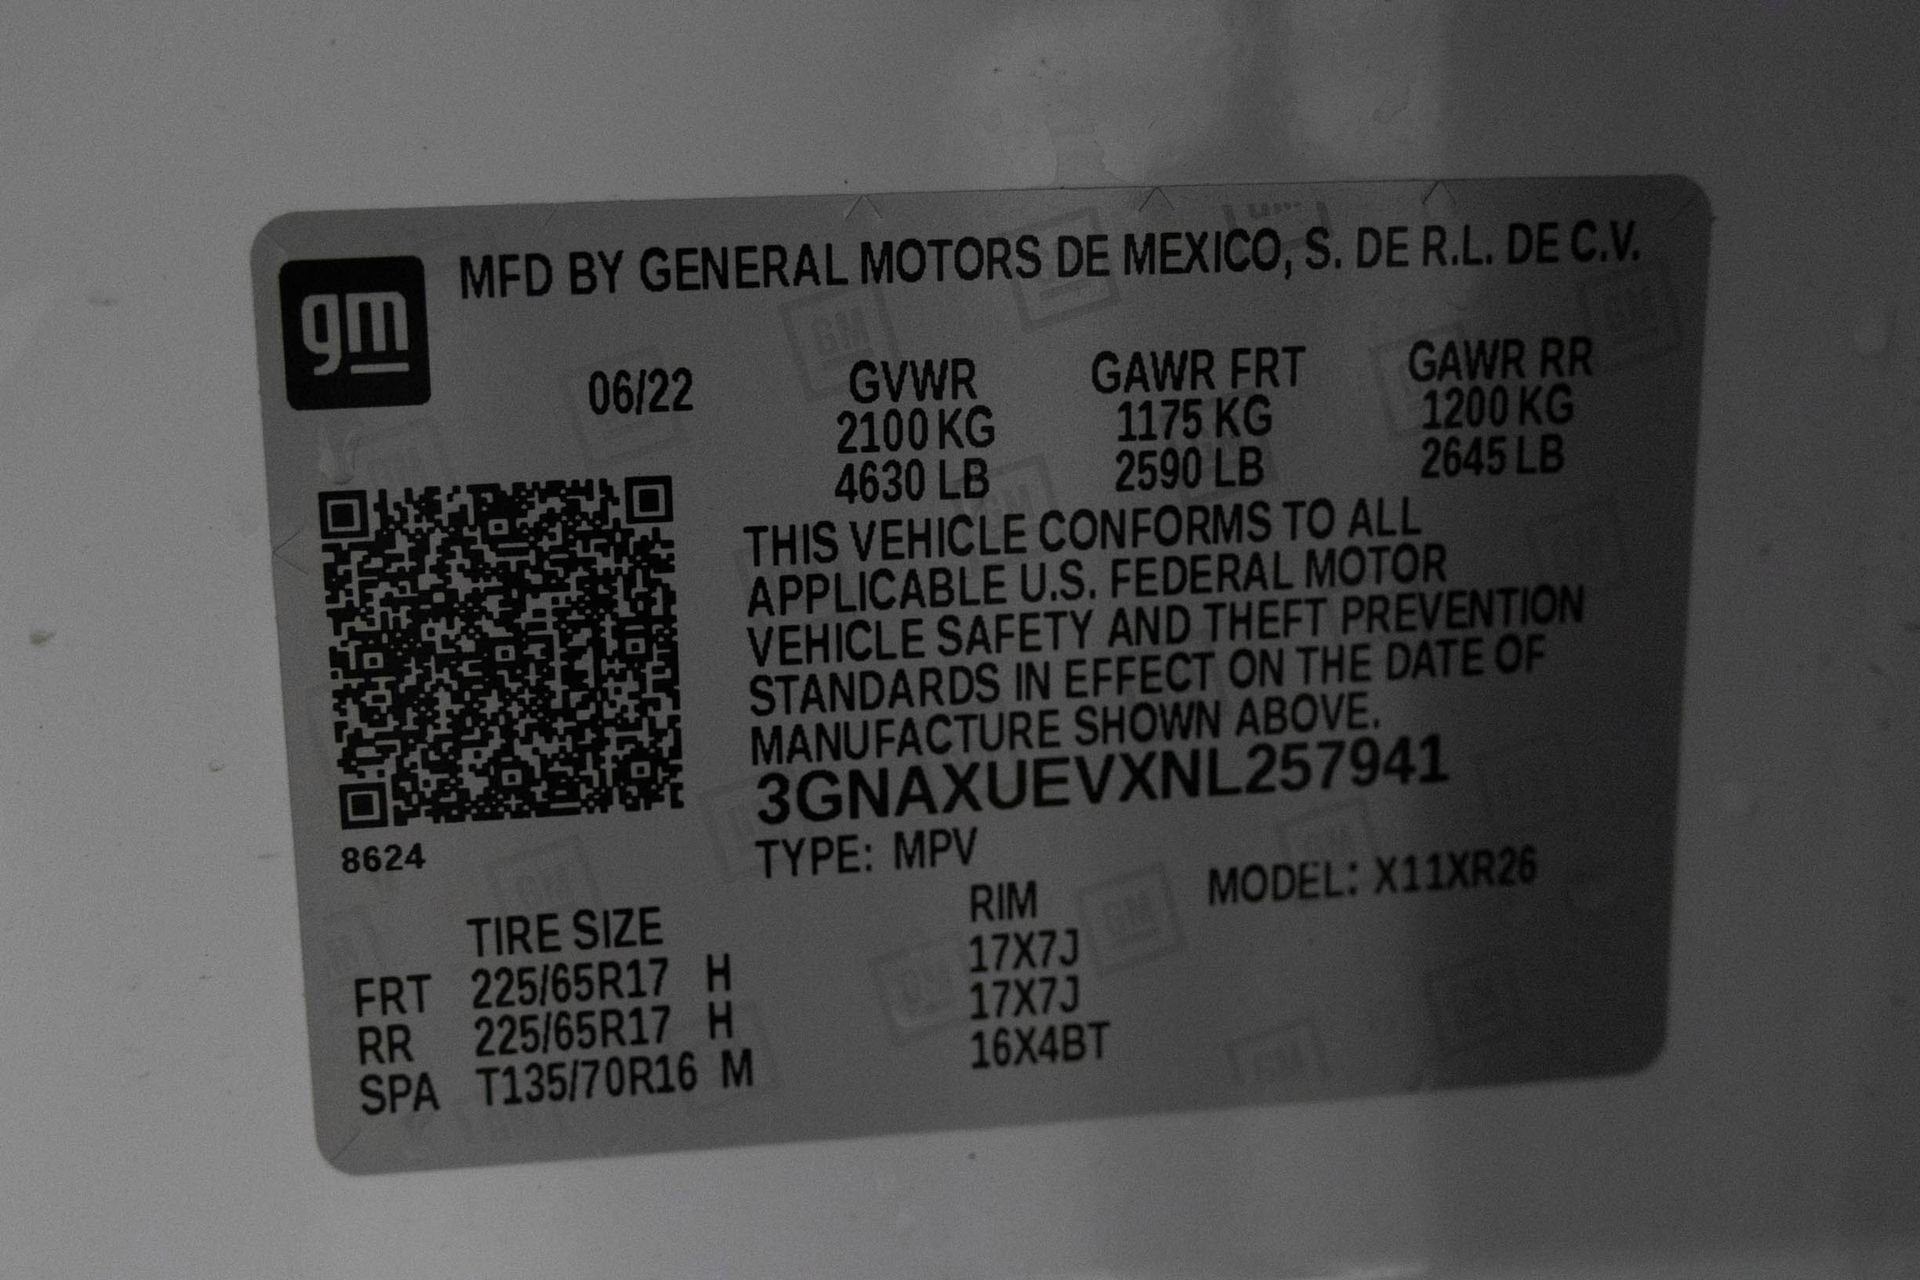 gm
MFD BY GENERAL MOTORS DE MEXICO, S. DE R.L. DE C.V.
06/22 GVWR GAWR FRT GAWR RR
2100 KG 1175 KG 1200 KG
4630 LB 2590 LB 2645 LB
THIS VEHICLE CONFORMS TO ALL
APPLICABLE U.S. FEDERAL MOTOR
VEHICLE SAFETY AND THEFT PREVENTION
STANDARDS IN EFFECT ON THE DATE OF
MANUFACTURE SHOWN ABOVE.
3GNAXUEVXNL257941
8624
TYPE: MPV MODEL: X11XR26
TIRE SIZE RIM
FRT 225/65R17 H 17X7J
RR 225/65R17 H 17X7J
SPA T135/70R16 M 16X4BT